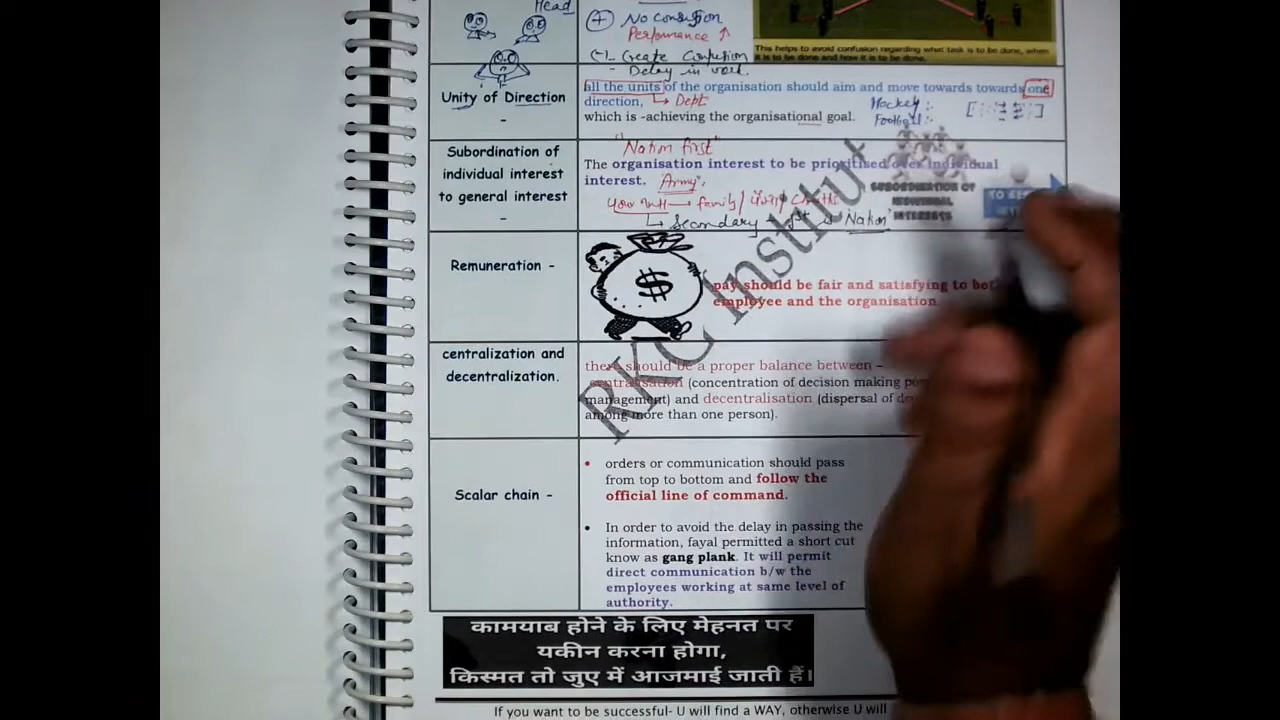 Head
+ No confusion
Performance ↑
(-) Create Confusion
- Delay in work.
This helps to avoid confusion regarding what task is to be done, when
it is to be done and how it is to be done.
Unity of Direction
-
all the units of the organisation should aim and move towards towards one
direction, ↳ Dept
which is -achieving the organisational goal.
Hockey :-
Football :-
Subordination of
individual interest
to general interest
-
"Nation first"
The organisation interest to be prioritised over individual
interest. Army
→ family/
↳ Secondary 1st is "Nation"
SUBORDINATION OF
INDIVIDUAL
INTERESTS
TO
Remuneration -
$
pay should be fair and satisfying to
employee and the organisation
centralization and
decentralization.
there should be a proper balance between -
centralisation (concentration of decision making
management) and decentralisation (dispersal of
among more than one person).
Scalar chain -
• orders or communication should pass
from top to bottom and follow the
official line of command.
• In order to avoid the delay in passing the
information, fayal permitted a short cut
know as gang plank. It will permit
direct communication b/w the
employees working at same level of
authority.
RKC Institut
कामयाब होने के लिए मेहनत पर
यकीन करना होगा,
किस्मत तो जुए में आजमाई जाती हैं।
If you want to be successful- U will find a WAY, otherwise U will